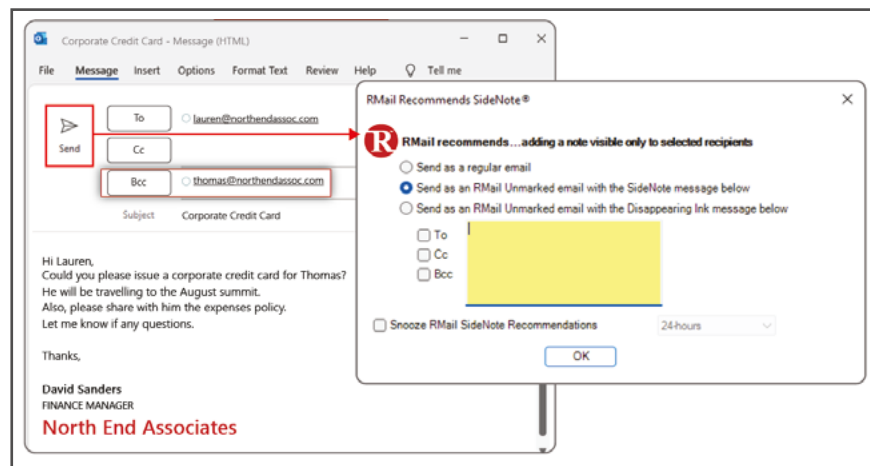 Corporate Credit Card - Message (HTML)
File Message Insert Options Format Text Review Help Tell me
Send
To lauren@northendassoc.com
Cc
Bcc thomas@northendassoc.com
Subject Corporate Credit Card
Hi Lauren,
Could you please issue a corporate credit card for Thomas?
He will be travelling to the August summit.
Also, please share with him the expenses policy.
Let me know if any questions.
Thanks,
David Sanders
FINANCE MANAGER
North End Associates
RMail Recommends SideNote®
R
RMail recommends...adding a note visible only to selected recipients
Send as a regular email
Send as an RMail Unmarked email with the SideNote message below
Send as an RMail Unmarked email with the Disappearing Ink message below
To
Cc
Bcc
Snooze RMail SideNote Recommendations 24-hours
OK